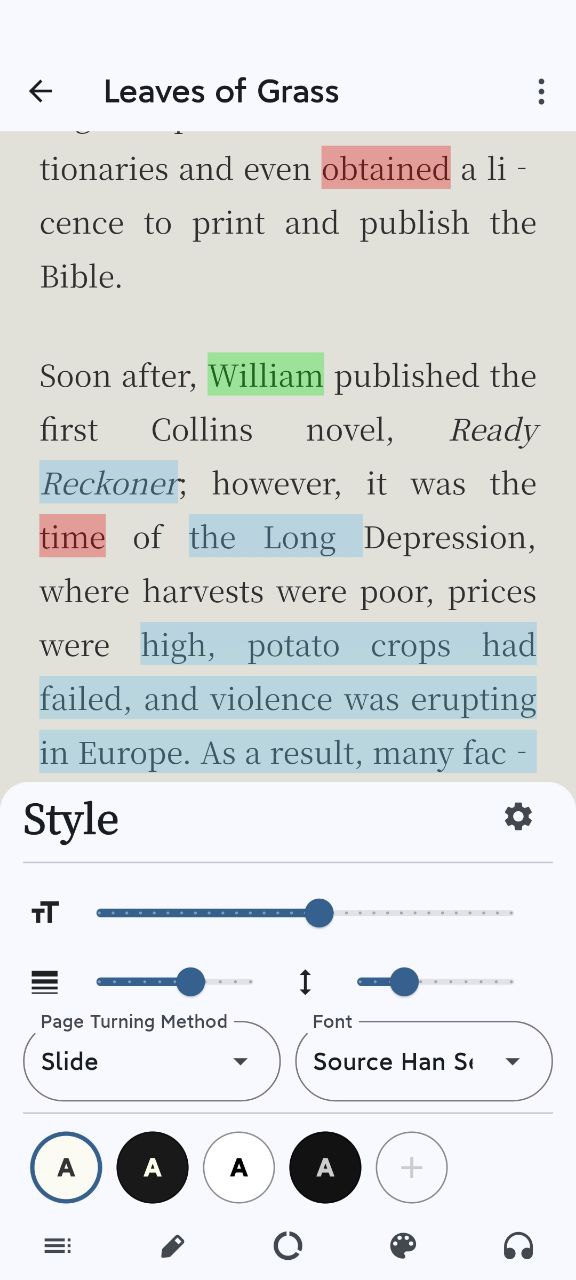 Leaves of Grass
tionaries and even obtained a li -
cence to print and publish the
Bible.
Soon after, William published the
first Collins novel, Ready
Reckoner; however, it was the
time of the Long Depression,
where harvests were poor, prices
were high, potato crops had
failed, and violence was erupting
in Europe. As a result, many fac -
Style
Page Turning Method
Font
Slide
Source Han Se
A A A A